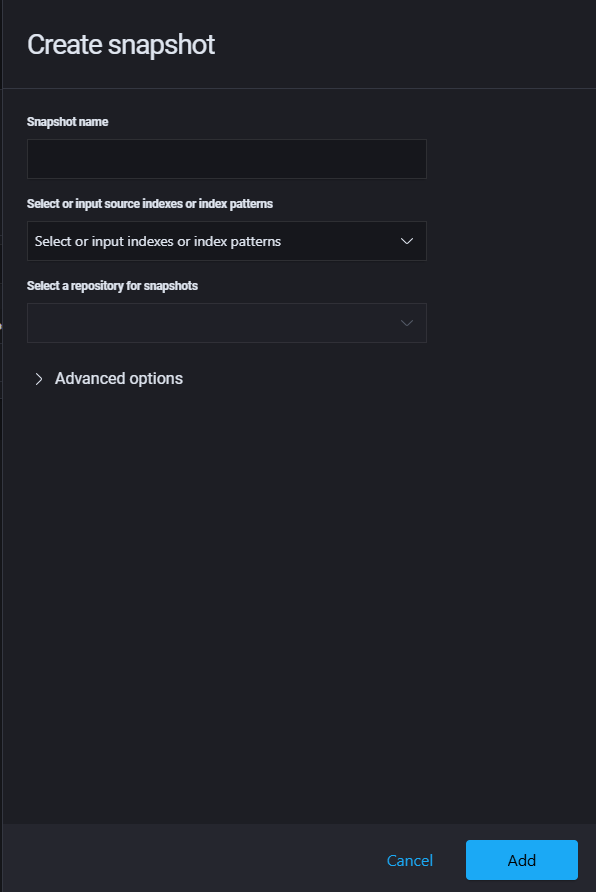 Create snapshot
Snapshot name
Select or input source indexes or index patterns
Select or input indexes or index patterns
Select a repository for snapshots
Advanced options
Cancel
Add